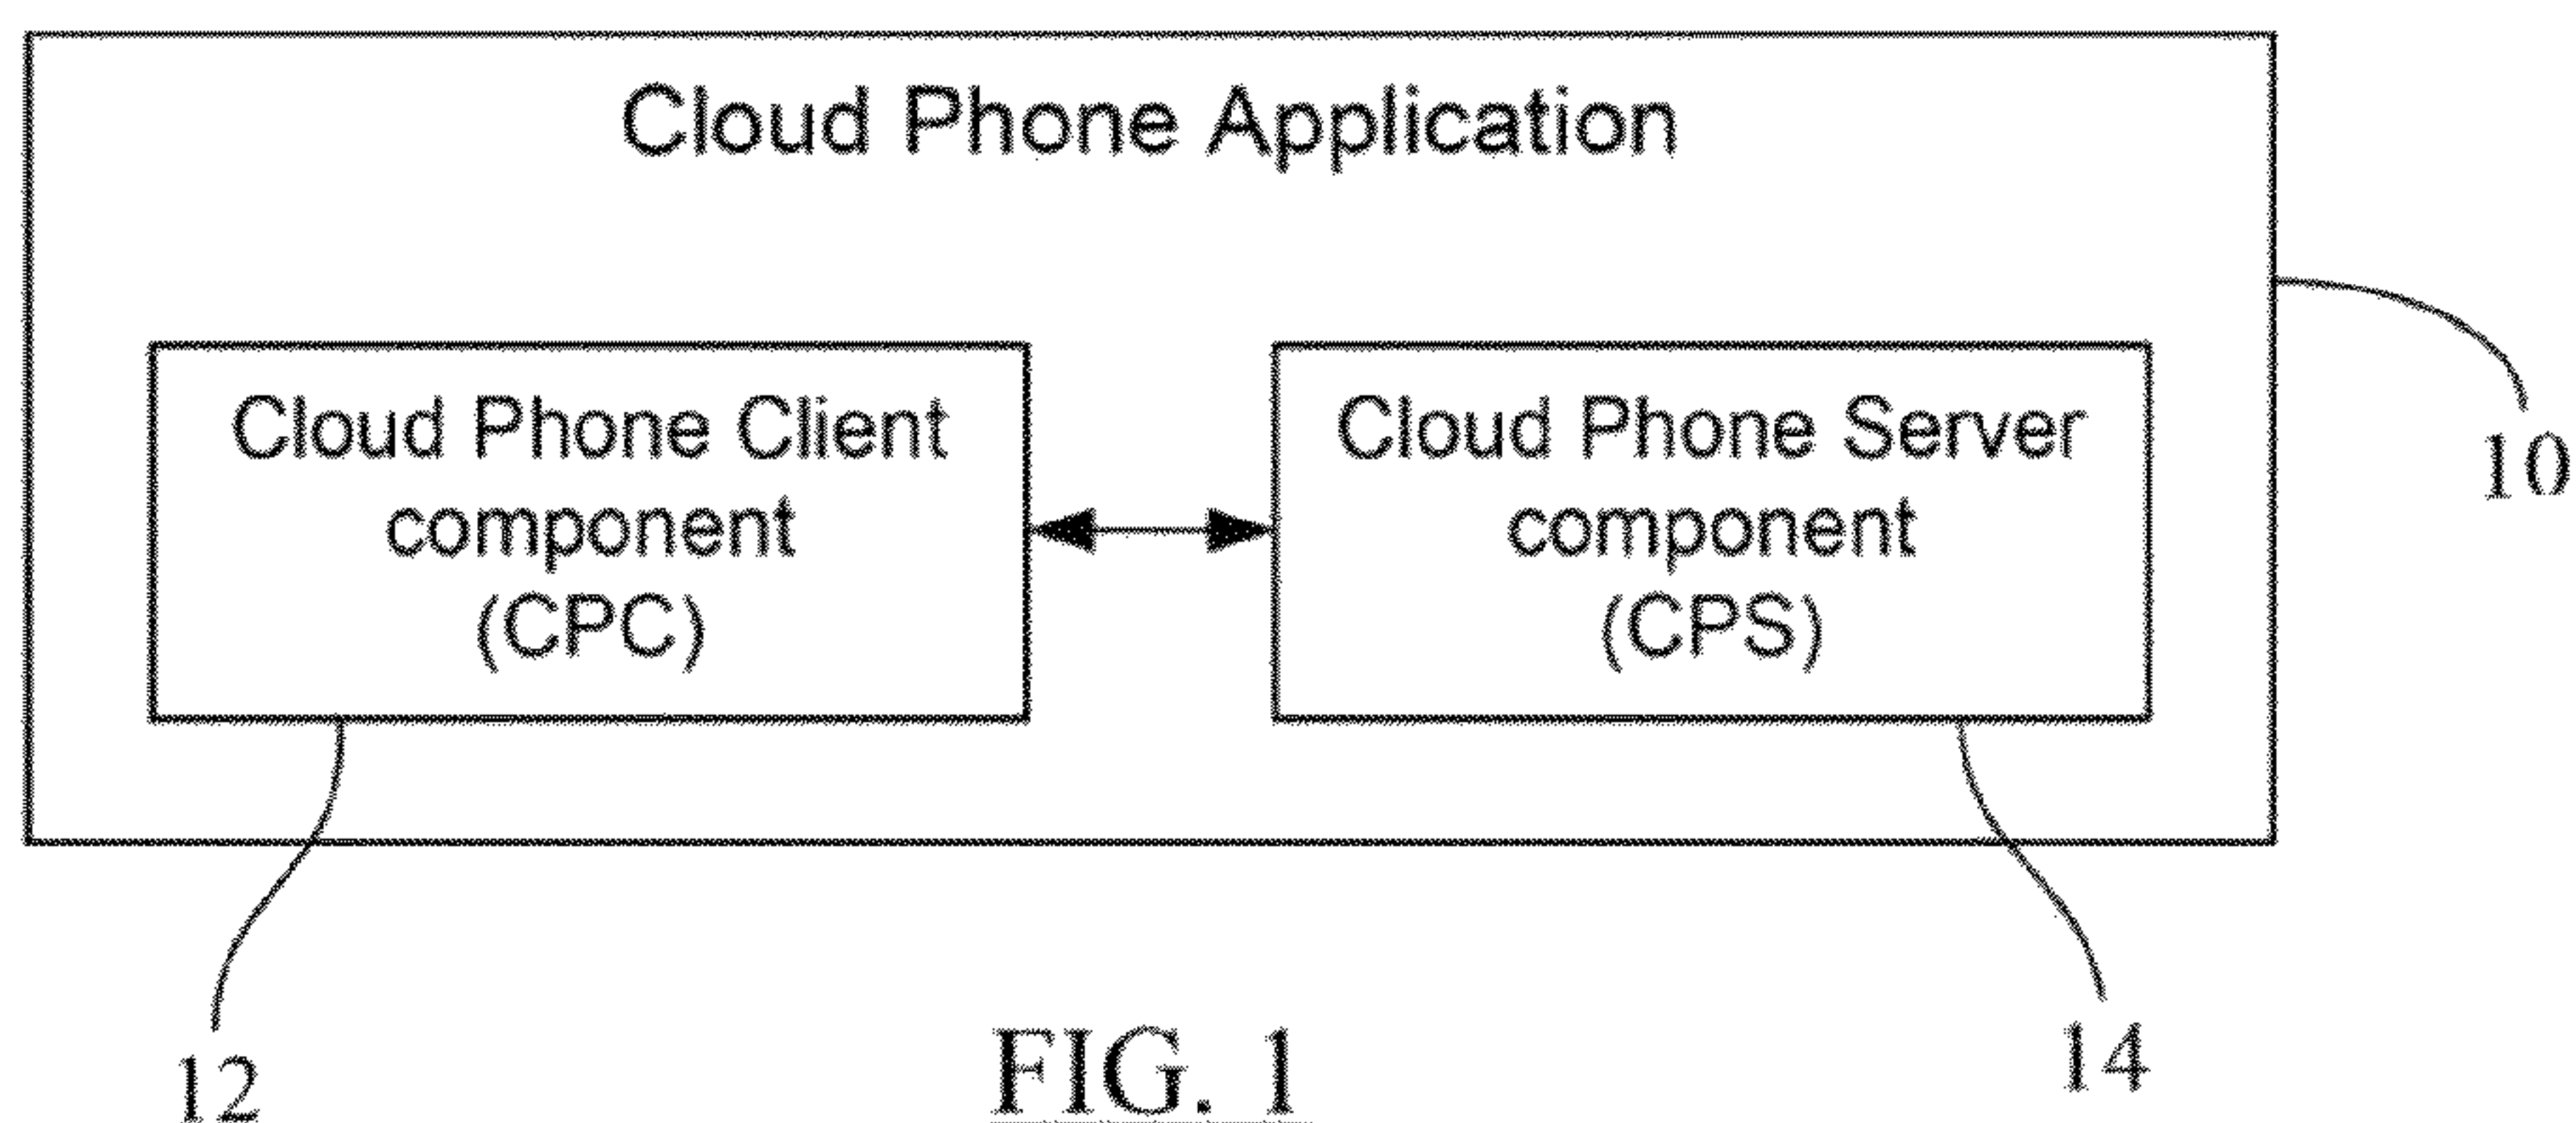 Cloud Phone Application
Cloud Phone Client
component
(CPC)
Cloud Phone Server
component
(CPS)
10
12
14
FIG. 1